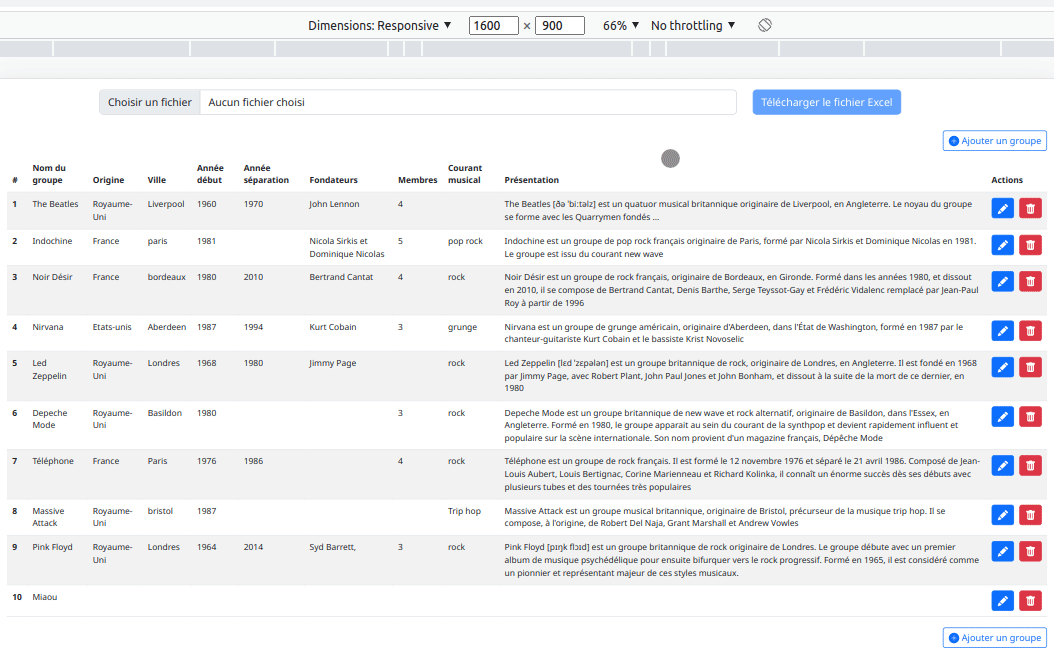 Dimensions: Responsive ▼ 1600 × 900 66% ▼ No throttling ▼
Choisir un fichier Aucun fichier choisi Télécharger le fichier Excel
Ajouter un groupe
# Nom du groupe Origine Ville Année début Année séparation Fondateurs Membres Courant musical Présentation Actions
1 The Beatles Royaume-Uni Liverpool 1960 1970 John Lennon 4 The Beatles [ðə ˈbiːtəlz] est un quatuor musical britannique originaire de Liverpool, en Angleterre. Le noyau du groupe
se forme avec les Quarrymen fondés ...
2 Indochine France paris 1981 Nicola Sirkis et Dominique Nicolas 5 pop rock Indochine est un groupe de pop rock français originaire de Paris, formé par Nicola Sirkis et Dominique Nicolas en 1981.
Le groupe est issu du courant new wave
3 Noir Désir France bordeaux 1980 2010 Bertrand Cantat 4 rock Noir Désir est un groupe de rock français, originaire de Bordeaux, en Gironde. Formé dans les années 1980, et dissout
en 2010, il se compose de Bertrand Cantat, Denis Barthe, Serge Teyssot-Gay et Frédéric Vidalenc remplacé par Jean-Paul
Roy à partir de 1996
4 Nirvana Etats-unis Aberdeen 1987 1994 Kurt Cobain 3 grunge Nirvana est un groupe de grunge américain, originaire d'Aberdeen, dans l'État de Washington, formé en 1987 par le
chanteur-guitariste Kurt Cobain et le bassiste Krist Novoselic
5 Led Zeppelin Royaume-Uni Londres 1968 1980 Jimmy Page rock Led Zeppelin [lɛd ˈzɛpəlɪn] est un groupe britannique de rock, originaire de Londres, en Angleterre. Il est fondé en 1968
par Jimmy Page, avec Robert Plant, John Paul Jones et John Bonham, et dissout à la suite de la mort de ce dernier, en
1980
6 Depeche Mode Royaume-Uni Basildon 1980 3 rock Depeche Mode est un groupe britannique de new wave et rock alternatif, originaire de Basildon, dans l'Essex, en
Angleterre. Formé en 1980, le groupe apparait au sein du courant de la synthpop et devient rapidement influent et
populaire sur la scène internationale. Son nom provient d'un magazine français, Dépêche Mode
7 Téléphone France Paris 1976 1986 4 rock Téléphone est un groupe de rock français. Il est formé le 12 novembre 1976 et séparé le 21 avril 1986. Composé de Jean-
Louis Aubert, Louis Bertignac, Corine Marienneau et Richard Kolinka, il connaît un énorme succès dès ses débuts avec
plusieurs tubes et des tournées très populaires
8 Massive Attack Royaume-Uni bristol 1987 Trip hop Massive Attack est un groupe musical britannique, originaire de Bristol, précurseur de la musique trip hop. Il se
compose, à l'origine, de Robert Del Naja, Grant Marshall et Andrew Vowles
9 Pink Floyd Royaume-Uni Londres 1964 2014 Syd Barrett, 3 rock Pink Floyd [pɪŋk flɔɪd] est un groupe britannique de rock originaire de Londres. Le groupe débute avec un premier
album de musique psychédélique pour ensuite bifurquer vers le rock progressif. Formé en 1965, il est considéré comme
un pionnier et représentant majeur de ces styles musicaux.
10 Miaou
Ajouter un groupe